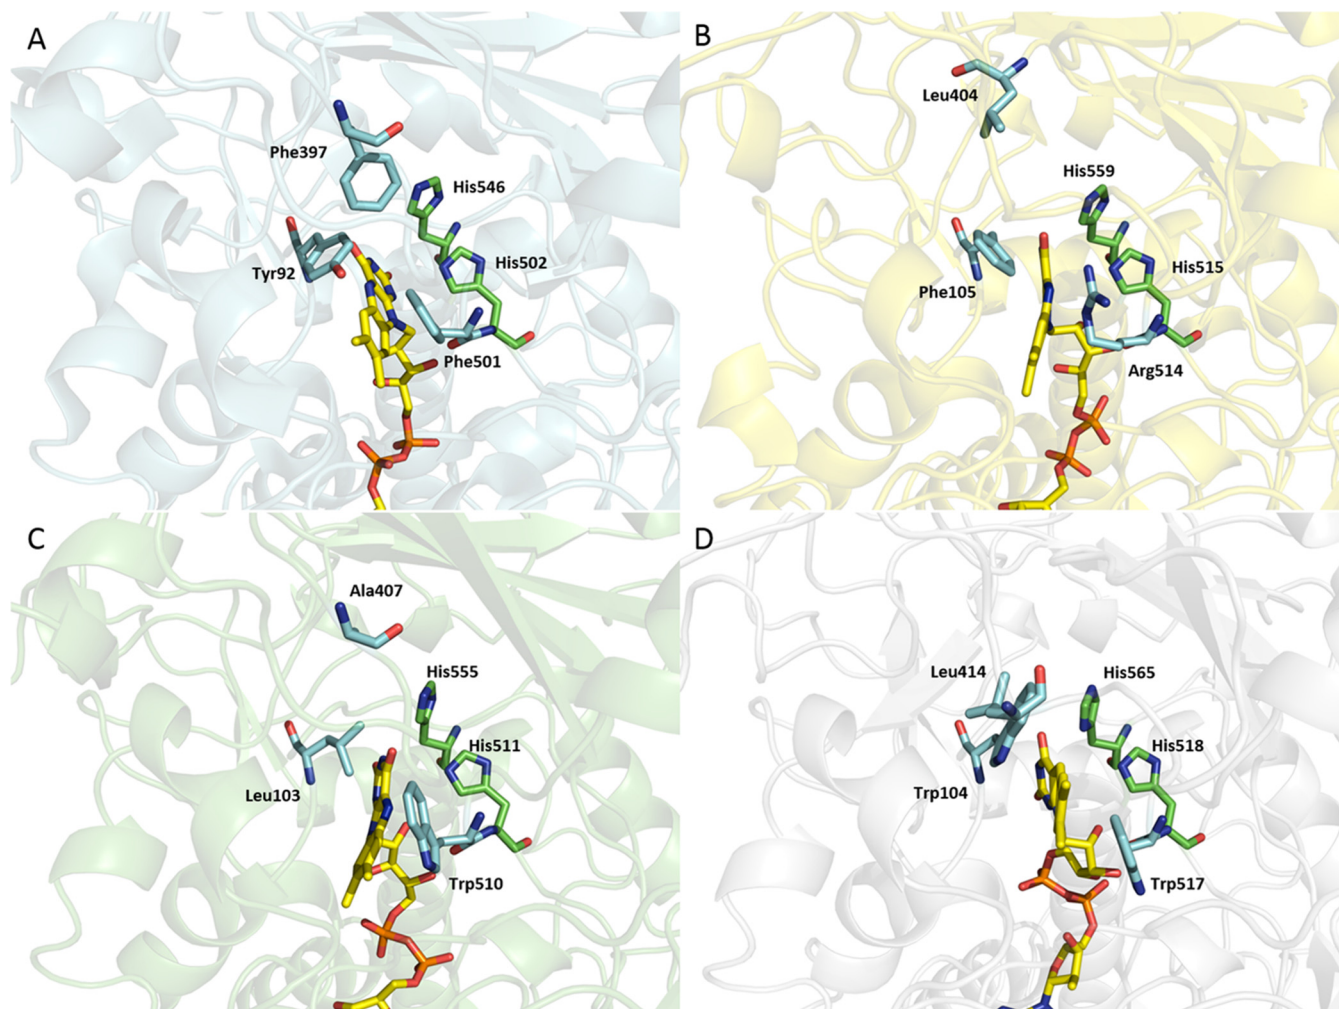 A
Phe397
His546
Tyr92
His502
Phe501
B
Leu404
His559
Phe105
His515
Arg514
C
Ala407
His555
His511
Leu103
Trp510
D
Leu414
His565
His518
Trp104
Trp517